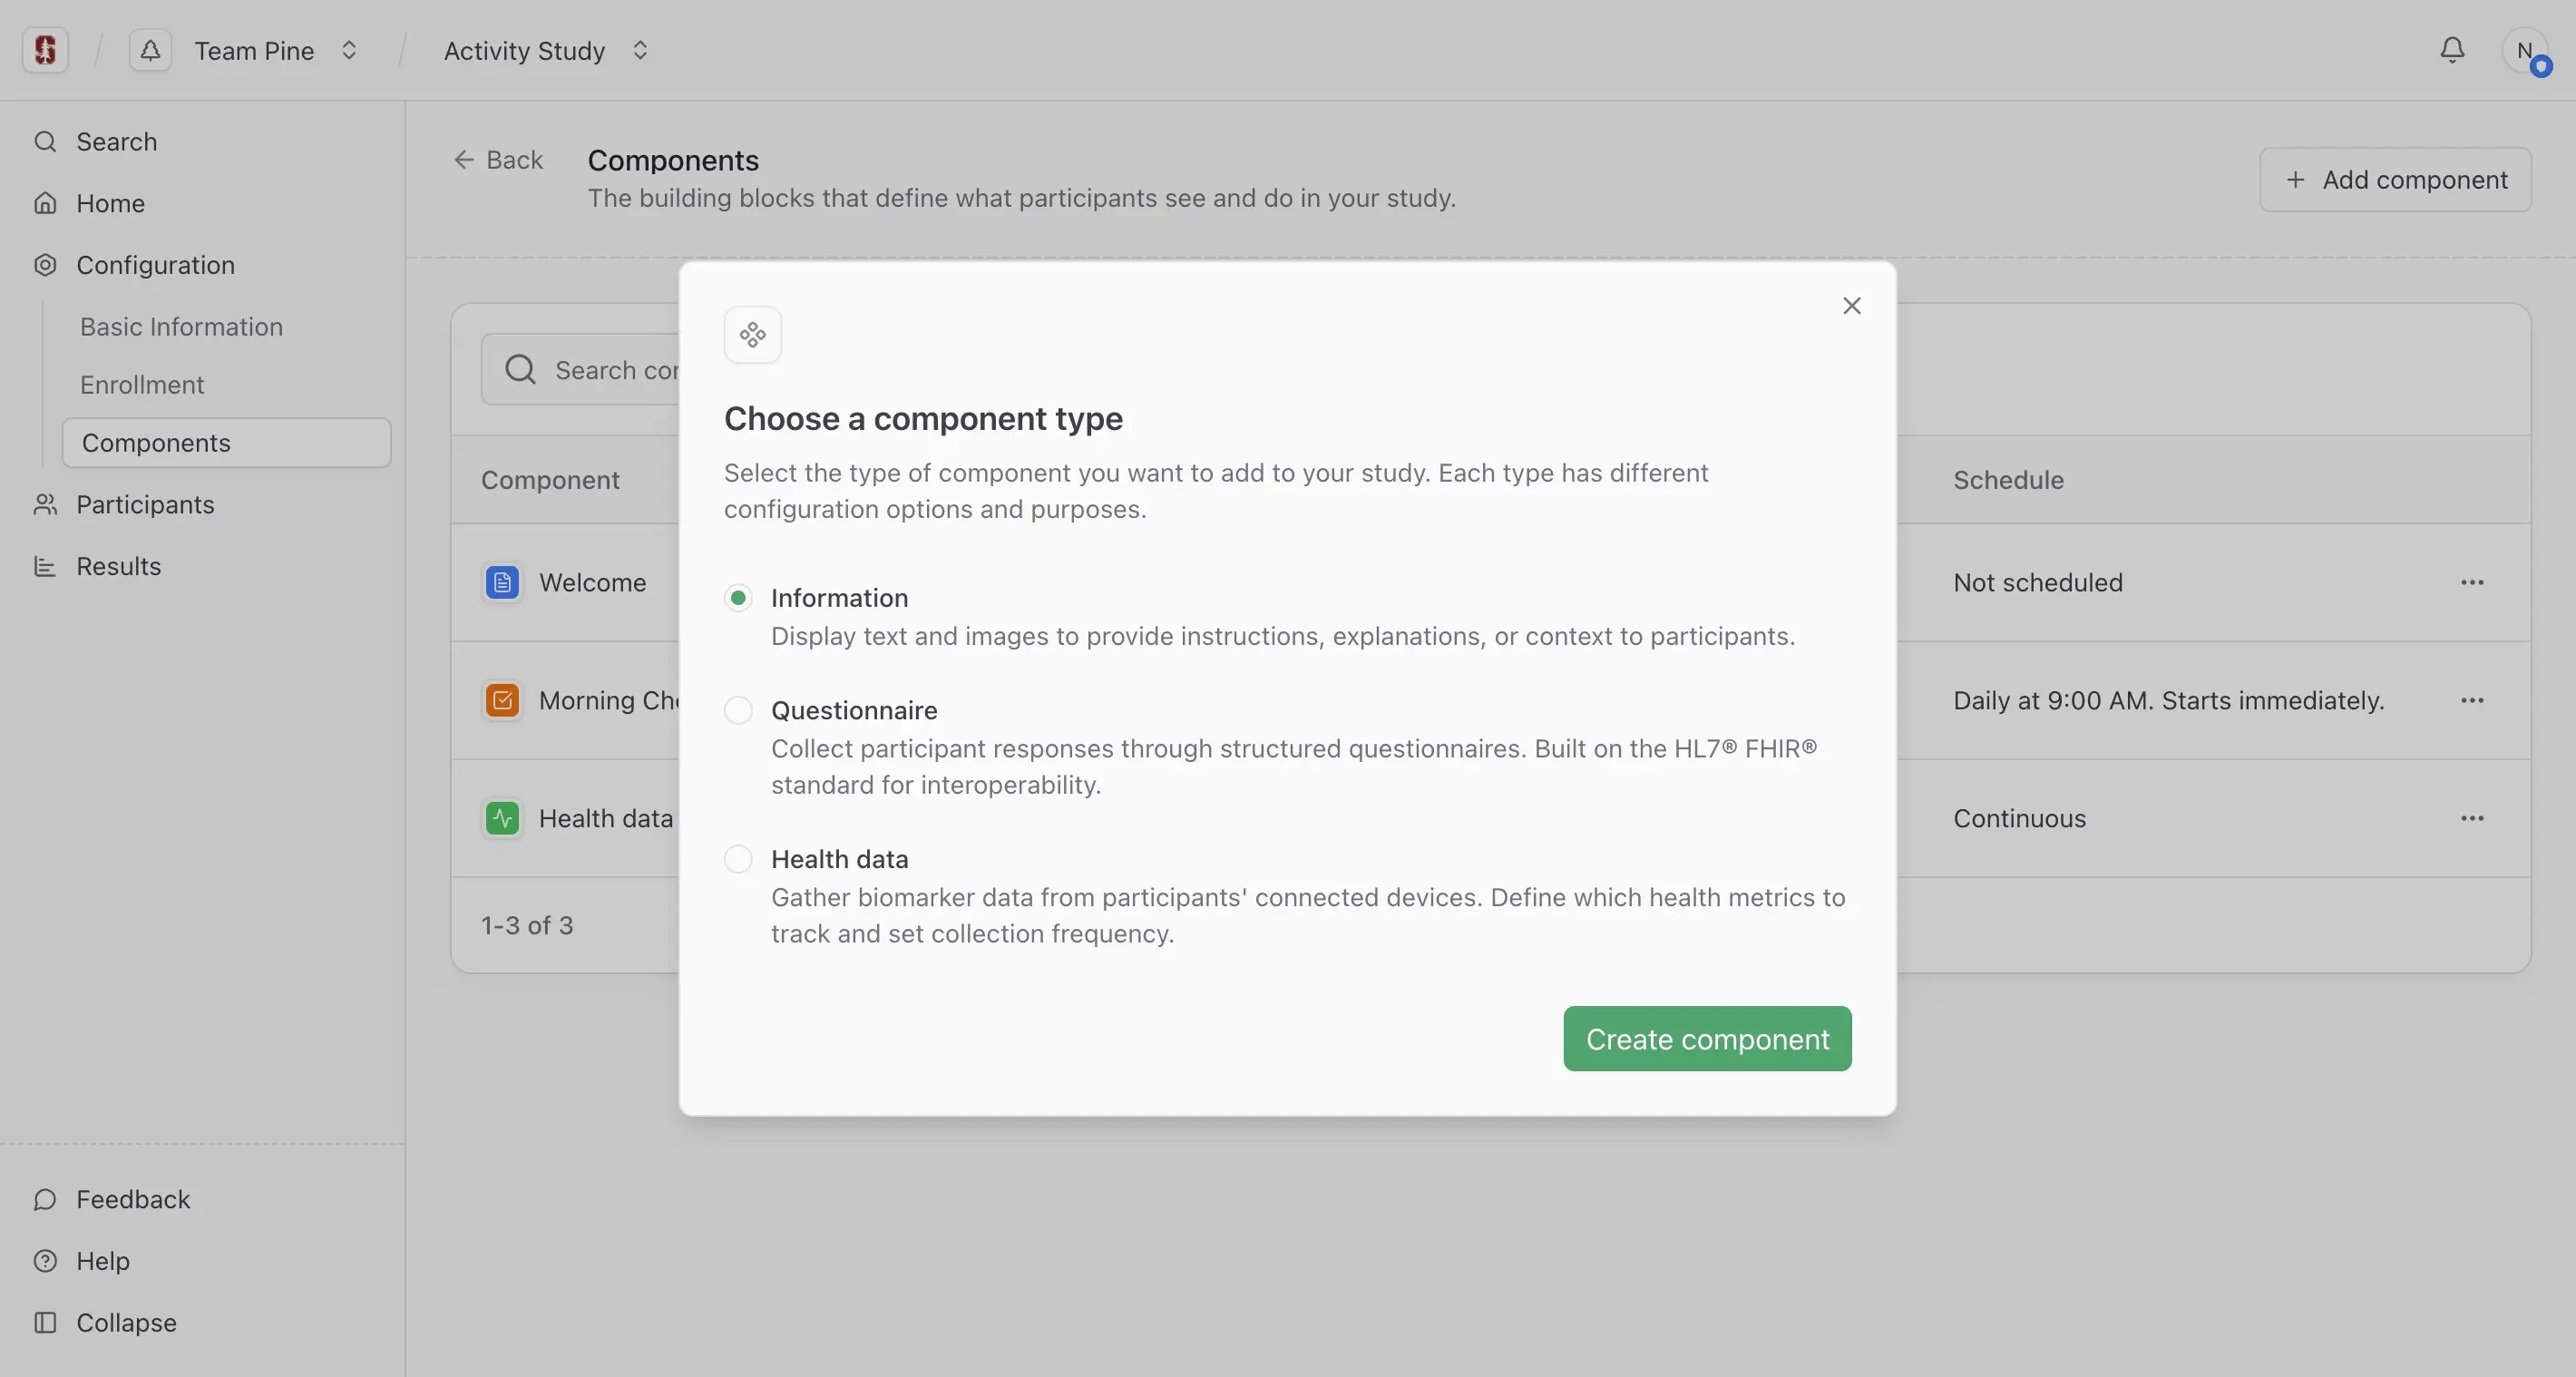 Team Pine
Activity Study
N
Search
Home
Configuration
Basic Information
Enrollment
Components
Participants
Results
Feedback
Help
Collapse
Back
Components
The building blocks that define what participants see and do in your study.
Add component
Search
Component
Schedule
Welcome
Not scheduled
Morning
Daily at 9:00 AM. Starts immediately.
Health data
Continuous
1-3 of 3
Choose a component type
Select the type of component you want to add to your study. Each type has different
configuration options and purposes.
Information
Display text and images to provide instructions, explanations, or context to participants.
Questionnaire
Collect participant responses through structured questionnaires. Built on the HL7® FHIR®
standard for interoperability.
Health data
Gather biomarker data from participants' connected devices. Define which health metrics to
track and set collection frequency.
Create component